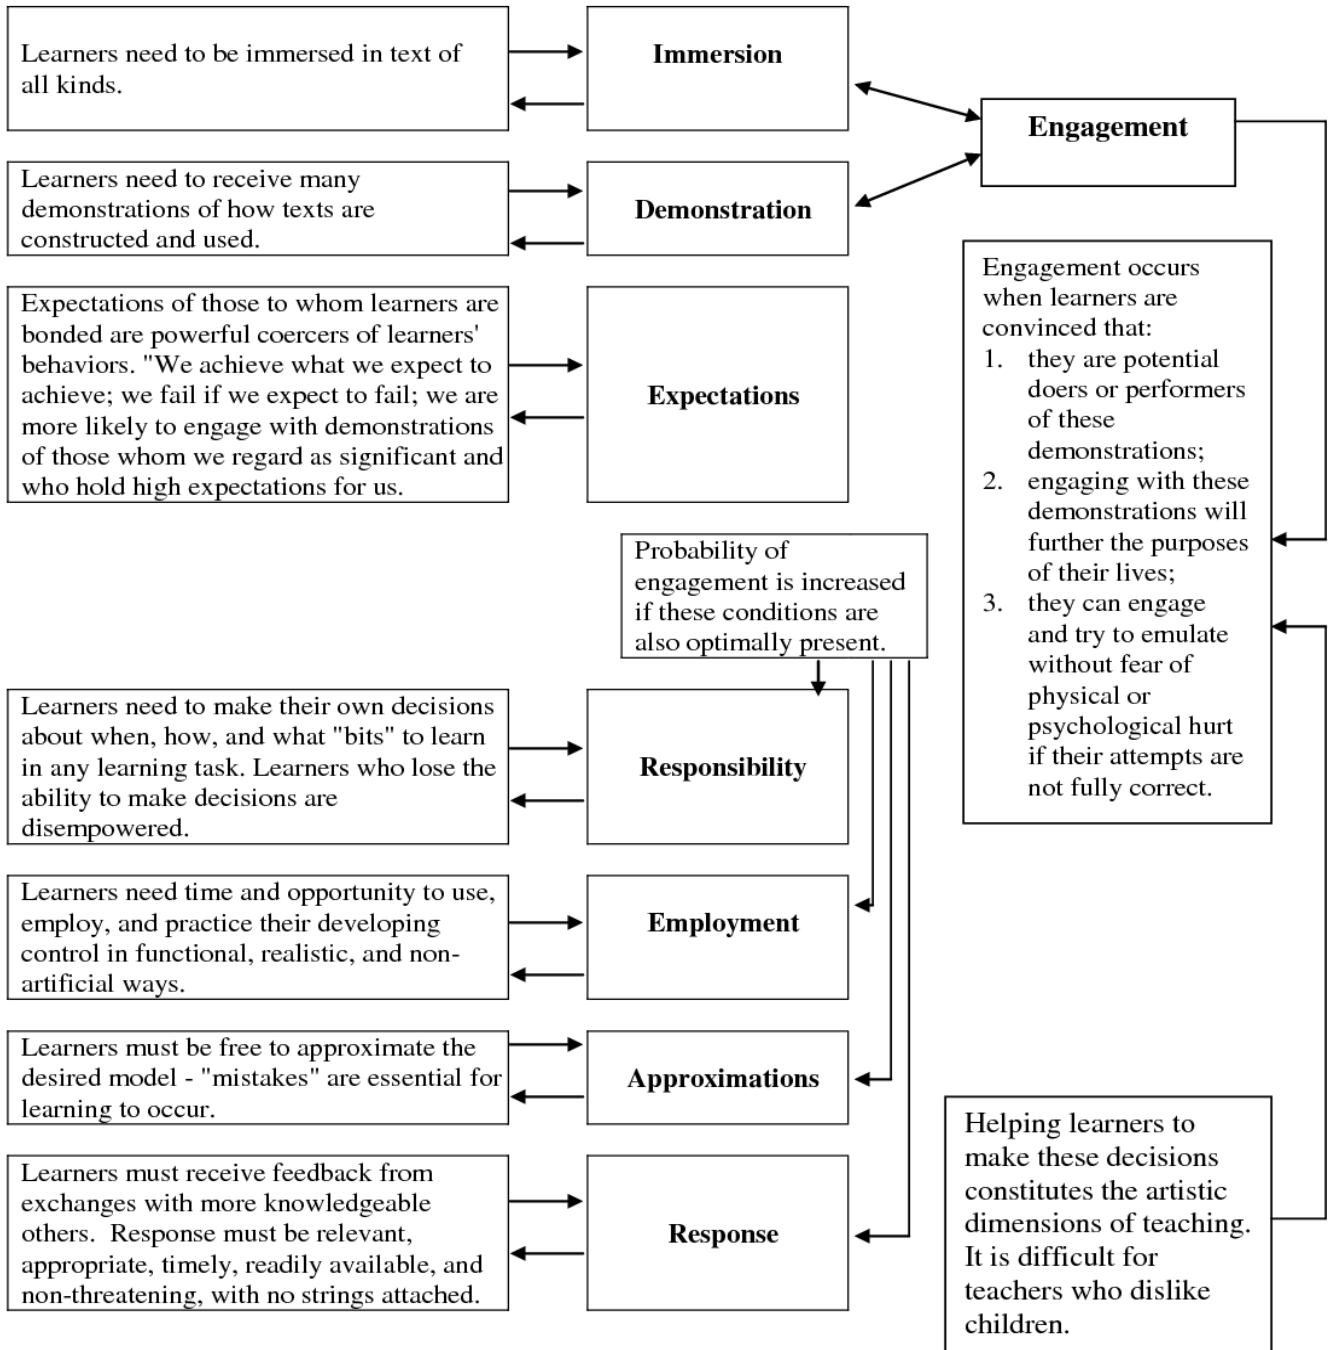 Learners need to be immersed in text of
all kinds.
Immersion
Engagement
Learners need to receive many
demonstrations of how texts are
constructed and used.
Demonstration
Expectations of those to whom learners are
bonded are powerful coercers of learners'
behaviors. "We achieve what we expect to
achieve; we fail if we expect to fail; we are
more likely to engage with demonstrations
of those whom we regard as significant and
who hold high expectations for us.
Expectations
Engagement occurs
when learners are
convinced that:
1. they are potential
doers or performers
of these
demonstrations;
2. engaging with these
demonstrations will
further the purposes
of their lives;
3. they can engage
and try to emulate
without fear of
physical or
psychological hurt
if their attempts are
not fully correct.
Probability of
engagement is increased
if these conditions are
also optimally present.
Learners need to make their own decisions
about when, how, and what "bits" to learn
in any learning task. Learners who lose the
ability to make decisions are
disempowered.
Responsibility
Learners need time and opportunity to use,
employ, and practice their developing
control in functional, realistic, and non-
artificial ways.
Employment
Learners must be free to approximate the
desired model - "mistakes" are essential for
learning to occur.
Approximations
Learners must receive feedback from
exchanges with more knowledgeable
others.  Response must be relevant,
appropriate, timely, readily available, and
non-threatening, with no strings attached.
Response
Helping learners to
make these decisions
constitutes the artistic
dimensions of teaching.
It is difficult for
teachers who dislike
children.